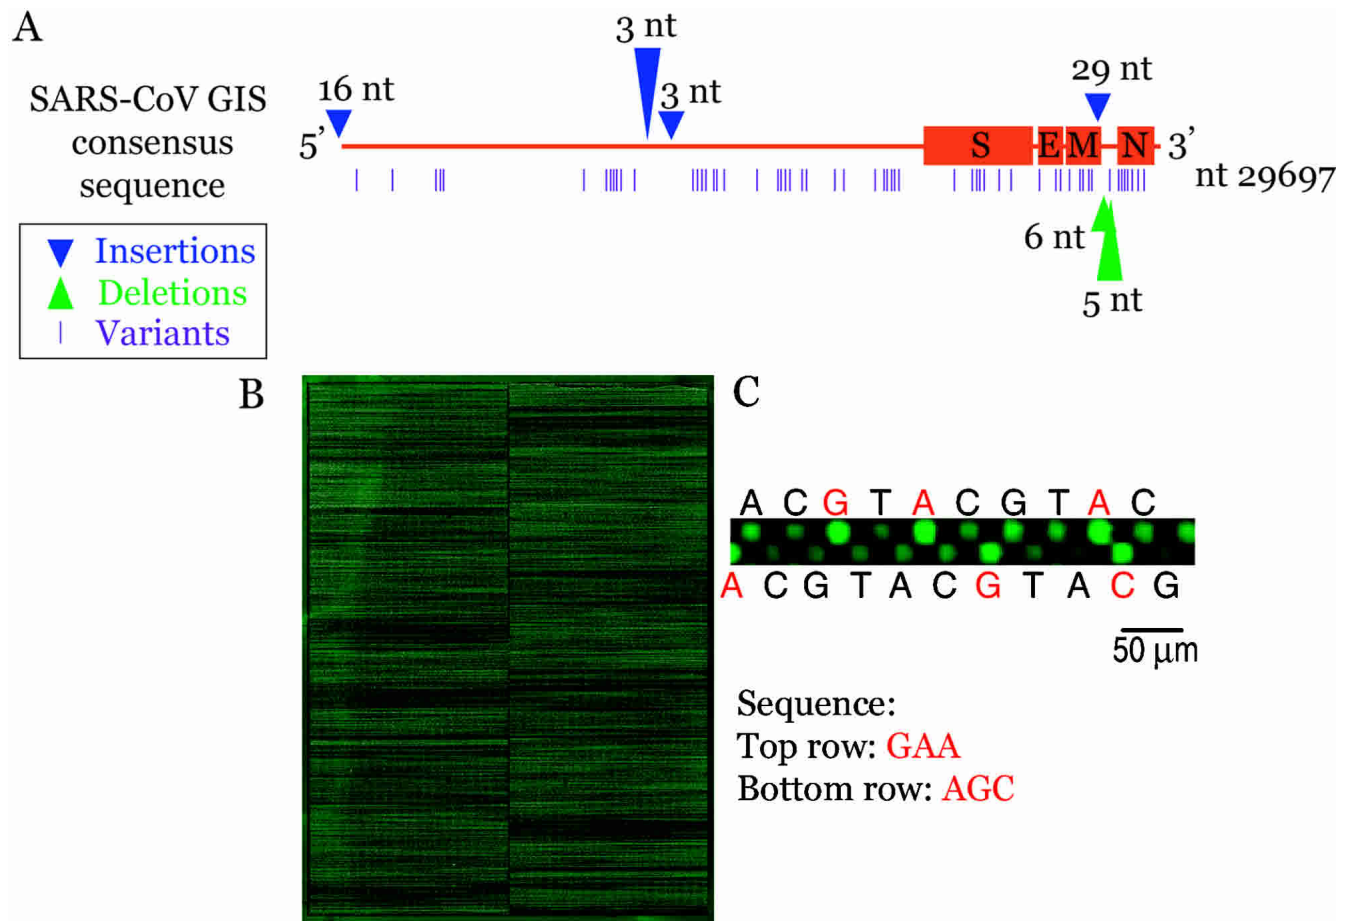 A
3 nt
16 nt
3 nt
29 nt
SARS-CoV GIS
consensus
sequence
5’
S
E
M
N
3’
nt 29697
6 nt
5 nt
Insertions
Deletions
Variants
B
C
A C G T A C G T A C
A C G T A C G T A C G
50 μm
Sequence:
Top row: GAA
Bottom row: AGC